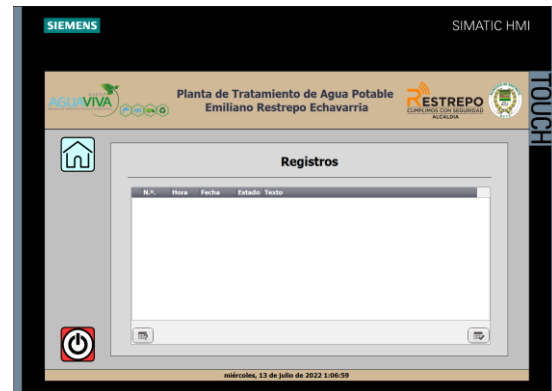 SIEMENS
SIMATIC HMI
TOUCH
AGUAVIVA
Planta de Tratamiento de Agua Potable
Emiliano Restrepo Echavarria
RESTREPO
CUMPLIMOS CON SEGURIDAD
ALCALDIA
Registros
N.º. Hora Fecha Estado Texto
miércoles, 13 de julio de 2022 1:06:59